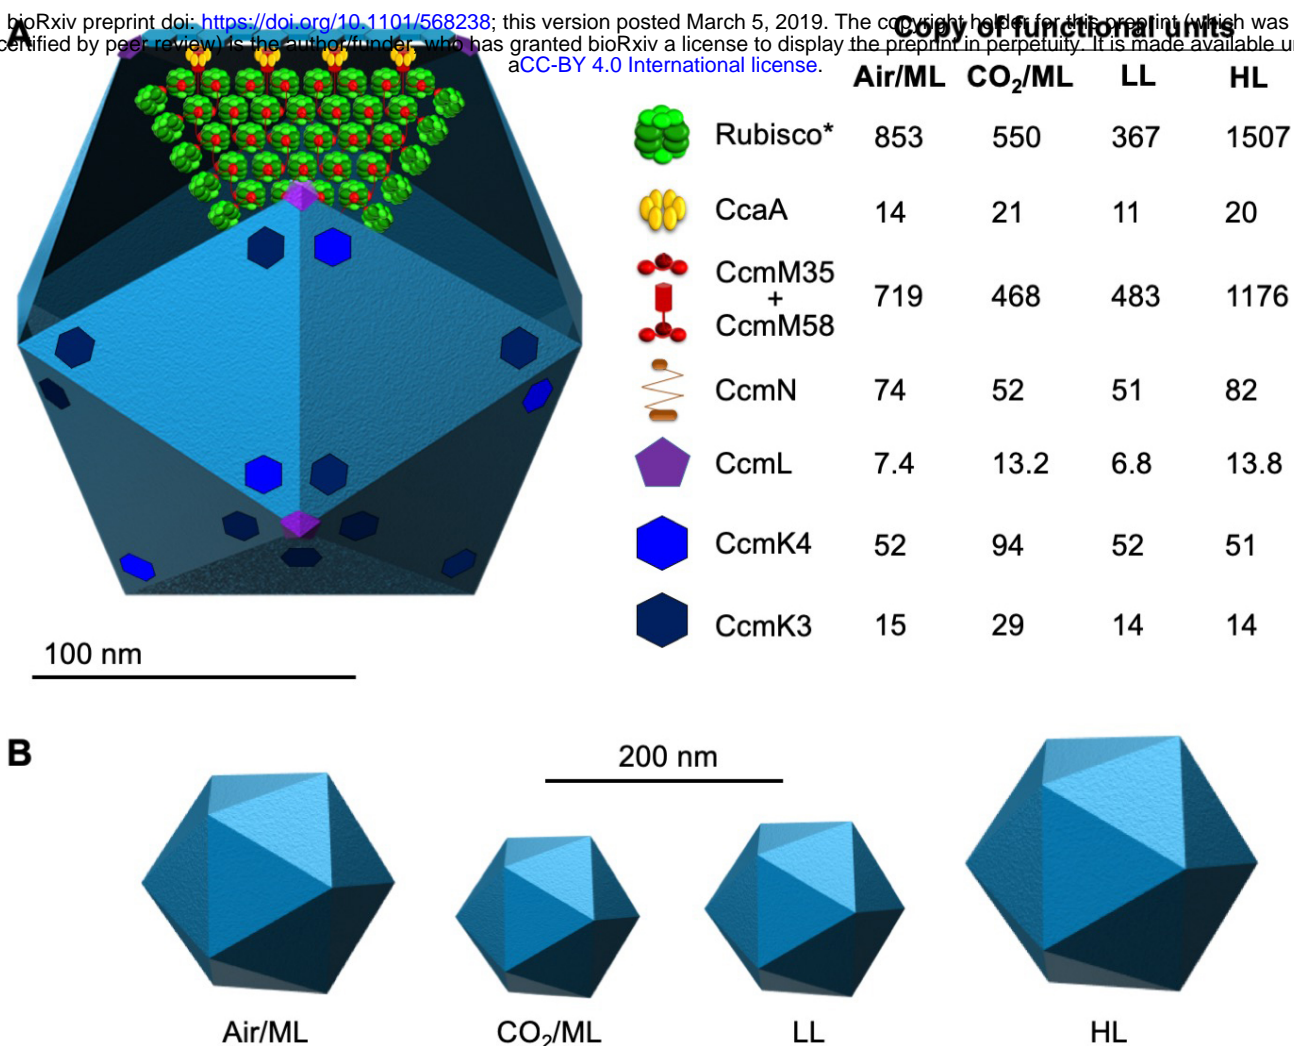 bioRxiv preprint doi: https://doi.org/10.1101/568238; this version posted March 5, 2019. The copyright holder for this preprint (which was
certified by peer review) is the author/funder, who has granted bioRxiv a license to display the preprint in perpetuity. It is made available
aCC-BY 4.0 International license.
A
Copy of functional units
Air/ML CO₂/ML LL HL
Rubisco* 853 550 367 1507
CcaA 14 21 11 20
CcmM35
+ 719 468 483 1176
CcmM58
CcmN 74 52 51 82
CcmL 7.4 13.2 6.8 13.8
CcmK4 52 94 52 51
CcmK3 15 29 14 14
100 nm
B
200 nm
Air/ML CO₂/ML LL HL